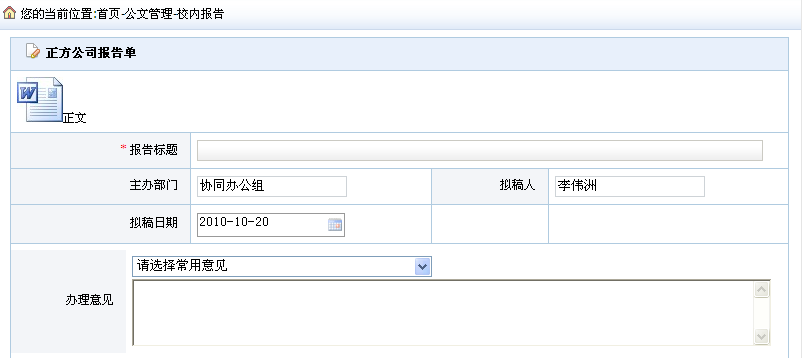 您的当前位置:首页-公文管理-校内报告
正方公司报告单
正文
* 报告标题
主办部门 协同办公组 拟稿人 李伟洲
拟稿日期 2010-10-20
请选择常用意见
办理意见